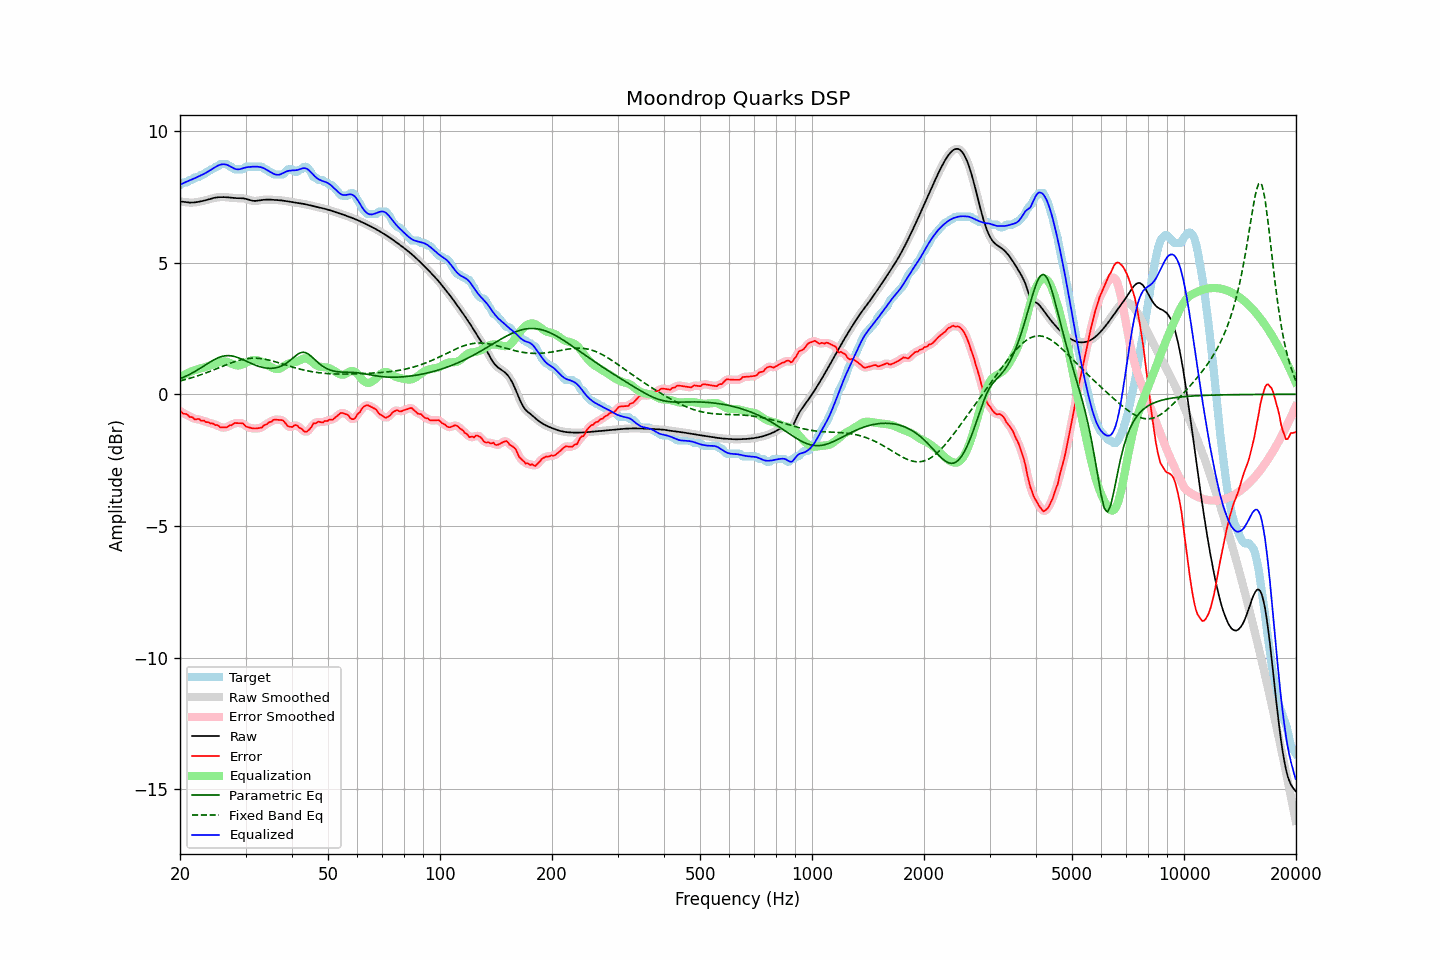 Moondrop Quarks DSP
10
5
0
−5
−10
−15
Amplitude (dBr)
Target
Raw Smoothed
Error Smoothed
Raw
Error
Equalization
Parametric Eq
Fixed Band Eq
Equalized
20 50 100 200 500 1000 2000 5000 10000 20000
Frequency (Hz)